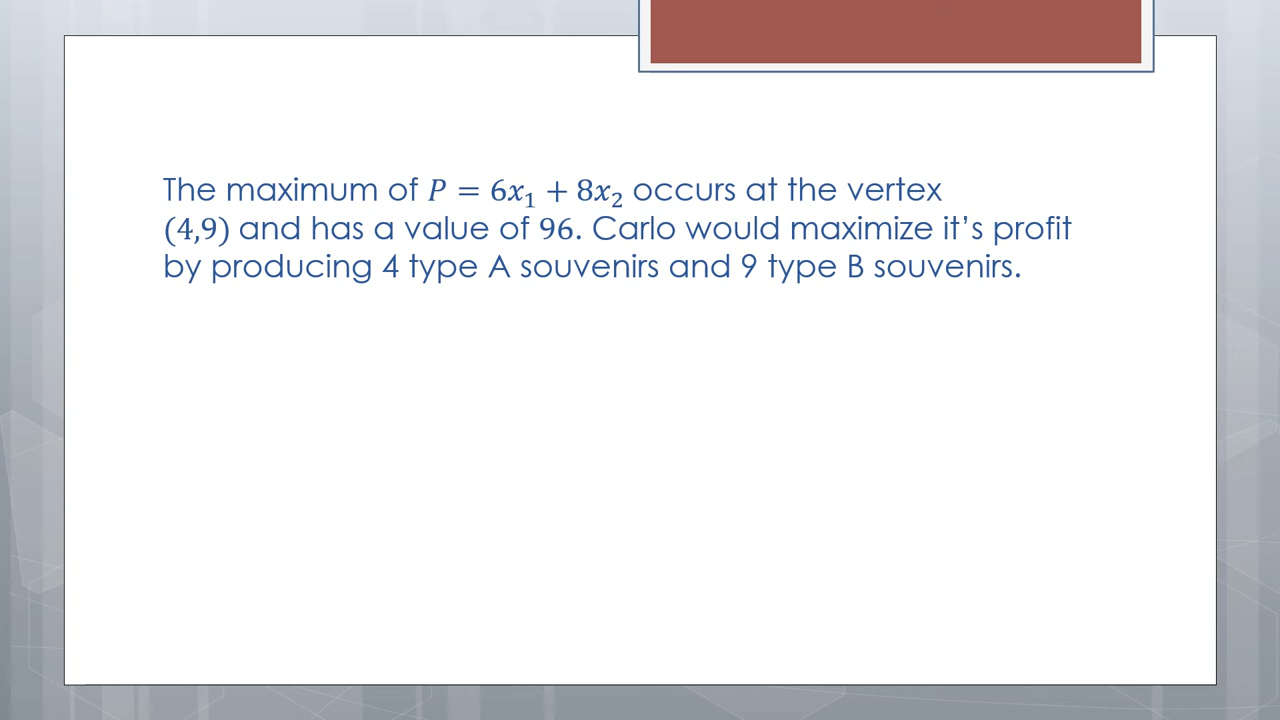 The maximum of P = 6x₁ + 8x₂ occurs at the vertex
(4,9) and has a value of 96. Carlo would maximize it’s profit
by producing 4 type A souvenirs and 9 type B souvenirs.